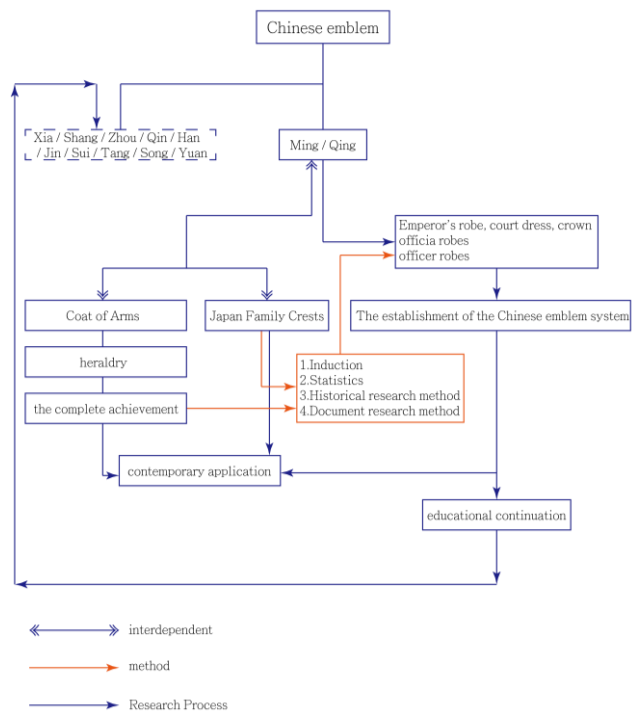 Chinese emblem
Xia / Shang / Zhou / Qin / Han
/ Jin / Sui / Tang / Song / Yuan
Ming / Qing
Emperor's robe, court dress, crown
officia robes
officer robes
Coat of Arms
Japan Family Crests
The establishment of the Chinese emblem system
heraldry
1.Induction
2.Statistics
3.Historical research method
4.Document research method
the complete achievement
contemporary application
educational continuation
interdependent
method
Research Process